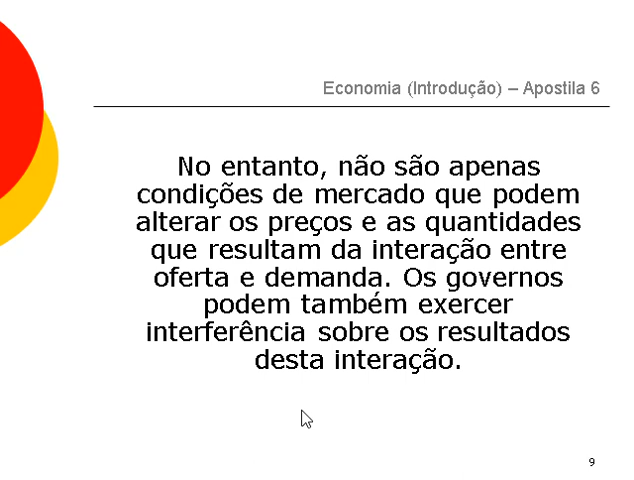 Economia (Introdução) – Apostila 6
No entanto, não são apenas
condições de mercado que podem
alterar os preços e as quantidades
que resultam da interação entre
oferta e demanda. Os governos
podem também exercer
interferência sobre os resultados
desta interação.
9